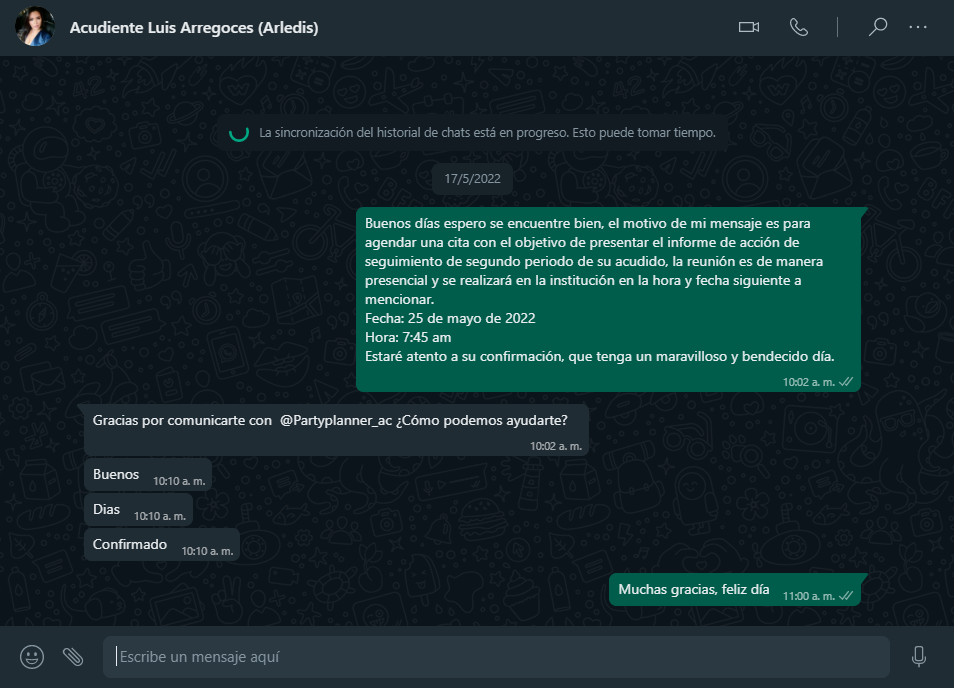 Acudiente Luis Arregoces (Arledis)
La sincronización del historial de chats está en progreso. Esto puede tomar tiempo.
17/5/2022
Buenos días espero se encuentre bien, el motivo de mi mensaje es para
agendar una cita con el objetivo de presentar el informe de acción de
seguimiento de segundo periodo de su acudido, la reunión es de manera
presencial y se realizará en la institución en la hora y fecha siguiente a
mencionar.
Fecha: 25 de mayo de 2022
Hora: 7:45 am
Estaré atento a su confirmación, que tenga un maravilloso y bendecido día.
10:02 a. m.
Gracias por comunicarte con  @Partyplanner_ac ¿Cómo podemos ayudarte?
10:02 a. m.
Buenos 10:10 a. m.
Dias 10:10 a. m.
Confirmado 10:10 a. m.
Muchas gracias, feliz día 11:00 a. m.
Escribe un mensaje aquí